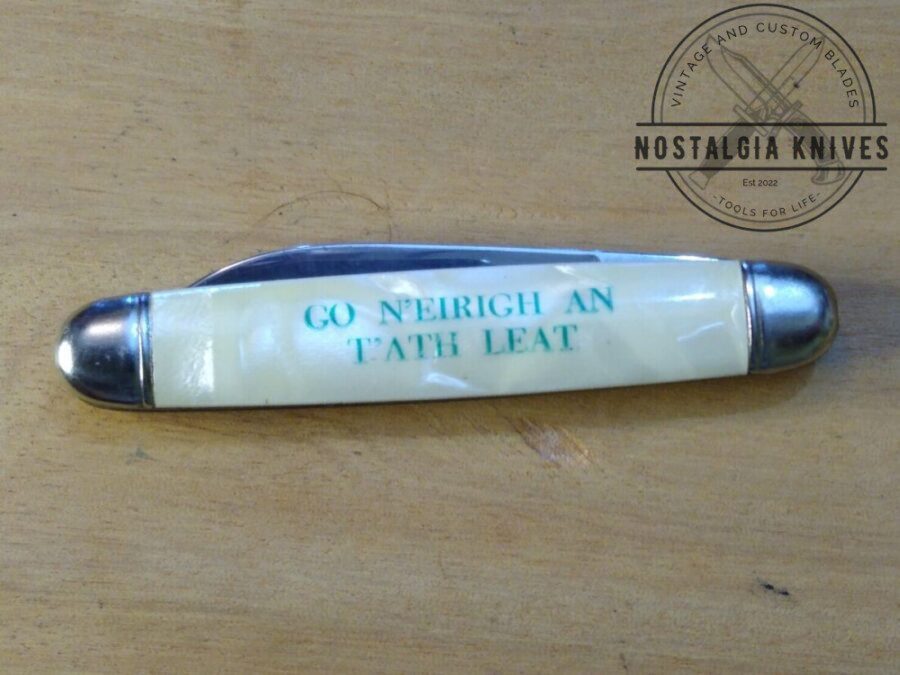 VINTAGE AND CUSTOM BLADES
NOSTALGIA KNIVES
Est 2022
-TOOLS FOR LIFE-
GO N'EIRIGH AN
T'ATH LEAT